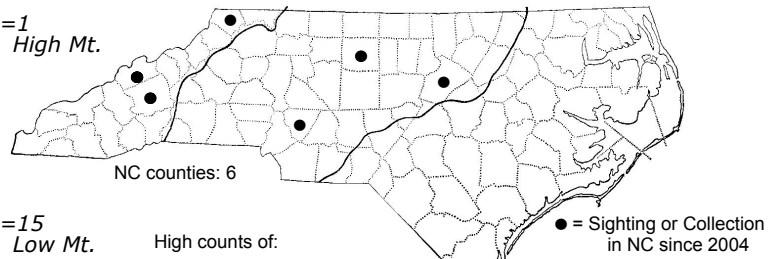 =1
High Mt.
NC counties: 6
=15
Low Mt.
High counts of:
● = Sighting or Collection
in NC since 2004